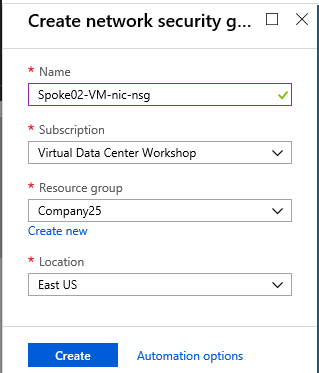 Create network security g...
* Name
Spoke02-VM-nic-nsg
* Subscription
Virtual Data Center Workshop
* Resource group
Company25
Create new
* Location
East US
Create
Automation options